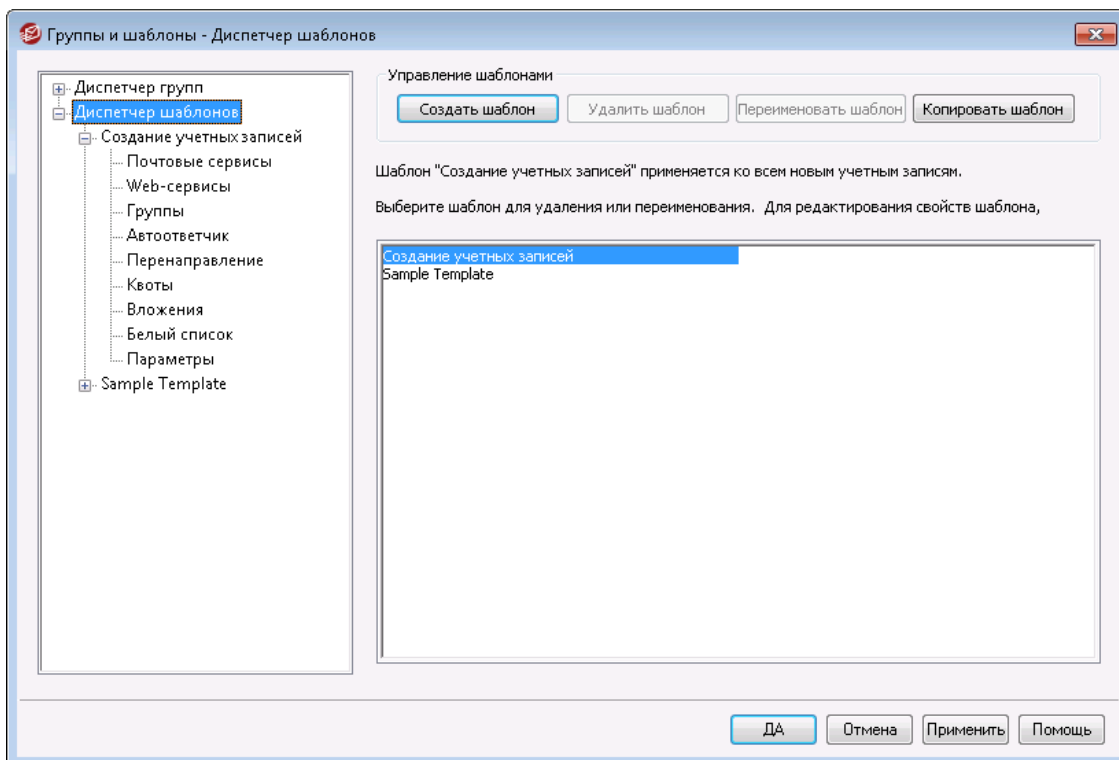 Группы и шаблоны - Диспетчер шаблонов
Диспетчер групп
Диспетчер шаблонов
Создание учетных записей
Почтовые сервисы
Web-сервисы
Группы
Автоответчик
Перенаправление
Квоты
Вложения
Белый список
Параметры
Sample Template
Управление шаблонами
Создать шаблон Удалить шаблон Переименовать шаблон Копировать шаблон
Шаблон "Создание учетных записей" применяется ко всем новым учетным записям.
Выберите шаблон для удаления или переименования. Для редактирования свойств шаблона,
Создание учетных записей
Sample Template
ДА Отмена Применить Помощь